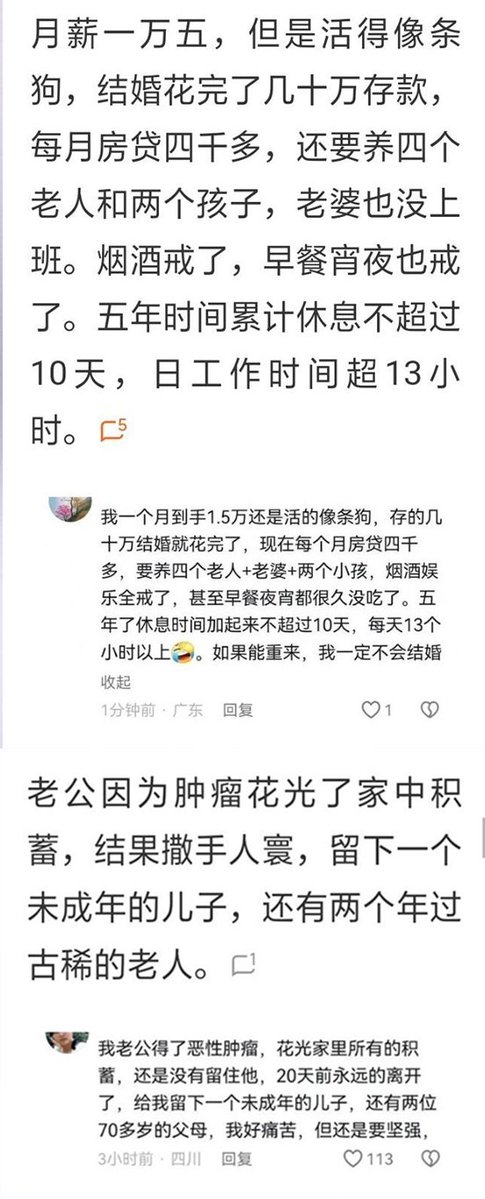 月薪一万五，但是活得像条
狗，结婚花完了几十万存款，
每月房贷四千多，还要养四个
老人和两个孩子，老婆也没上
班。烟酒戒了，早餐宵夜也戒
了。五年时间累计休息不超过
10天，日工作时间超13小
时。 5
我一个月到手1.5万还是活的像条狗，存的几
十万结婚就花完了，现在每个月房贷四千
多，要养四个老人+老婆+两个小孩，烟酒娱
乐全戒了，甚至早餐夜宵都很久没吃了。五
年了休息时间加起来不超过10天，每天13个
小时以上🤣。如果能重来，我一定不会结婚
收起
1分钟前 · 广东 回复 1
老公因为肿瘤花光了家中积
蓄，结果撒手人寰，留下一个
未成年的儿子，还有两个年过
古稀的老人。 1
我老公得了恶性肿瘤，花光家里所有的积
蓄，还是没有留住他，20天前永远的离开
了，给我留下一个未成年的儿子，还有两位
70多岁的父母，我好痛苦，但还是要坚强，
3小时前 · 四川 回复 113